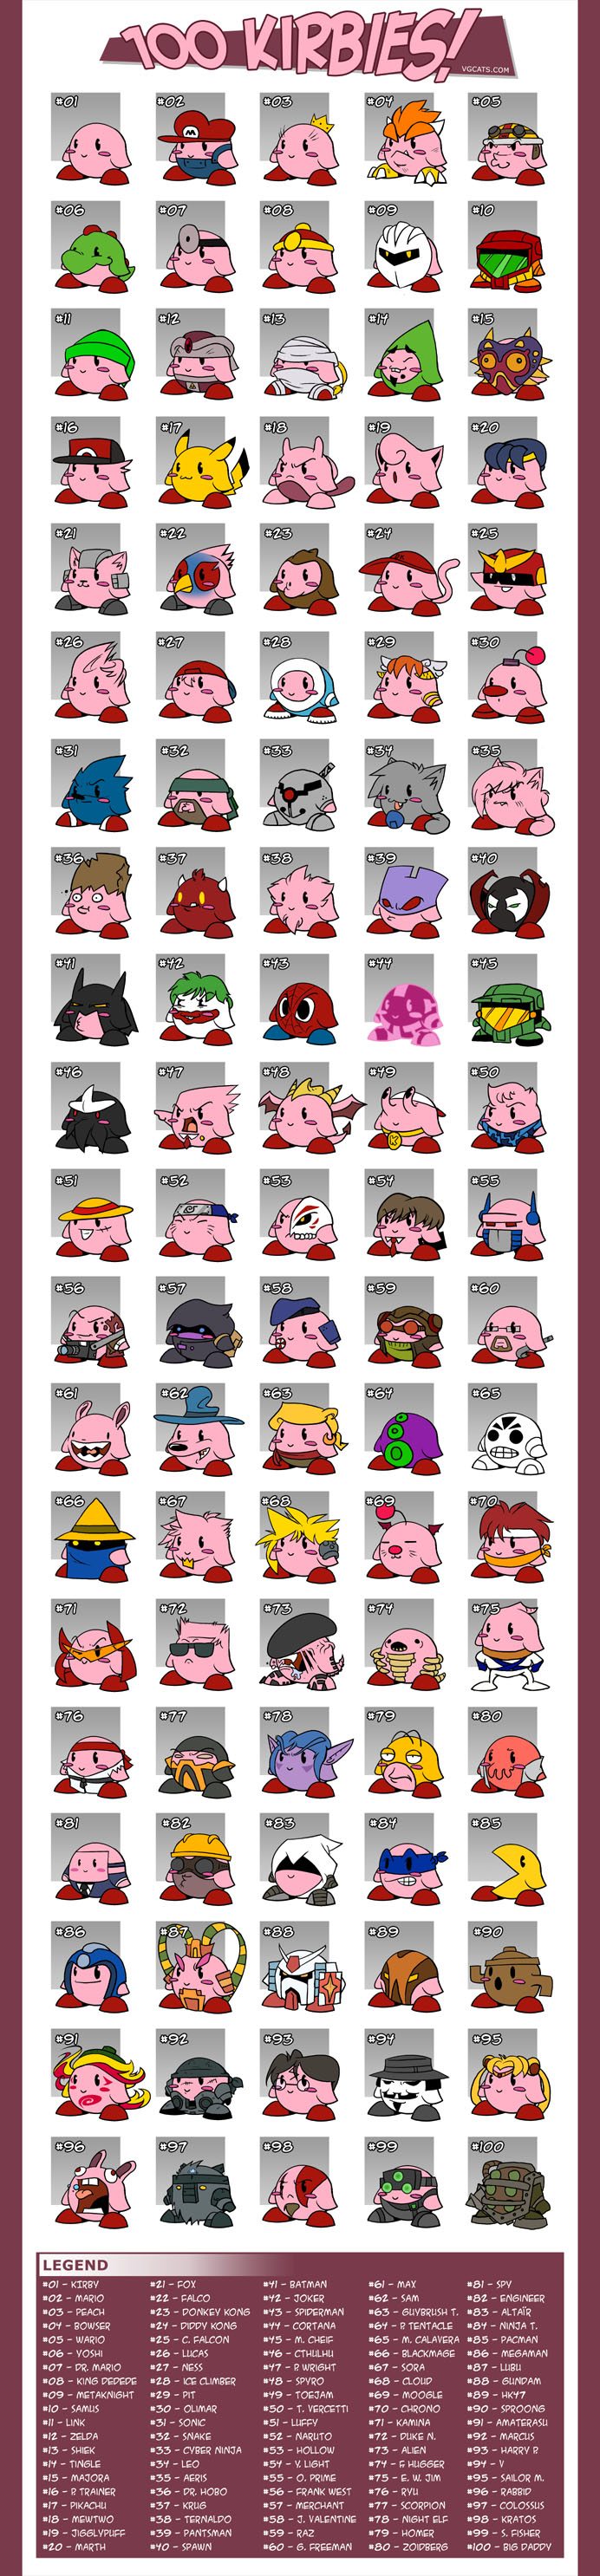 100 KIRBIES!
VGCATS.COM
#01 #02 #03 #04 #05
#06 #07 #08 #09 #10
#11 #12 #13 #14 #15
#16 #17 #18 #19 #20
#21 #22 #23 #24 #25
#26 #27 #28 #29 #30
#31 #32 #33 #34 #35
#36 #37 #38 #39 #40
#41 #42 #43 #44 #45
#46 #47 #48 #49 #50
#51 #52 #53 #54 #55
#56 #57 #58 #59 #60
#61 #62 #63 #64 #65
#66 #67 #68 #69 #70
#71 #72 #73 #74 #75
#76 #77 #78 #79 #80
#81 #82 #83 #84 #85
#86 #87 #88 #89 #90
#91 #92 #93 #94 #95
#96 #97 #98 #99 #100
LEGEND
#01 - KIRBY
#02 - MARIO
#03 - PEACH
#04 - BOWSER
#05 - WARIO
#06 - YOSHI
#07 - DR. MARIO
#08 - KING DEDEDE
#09 - METAKNIGHT
#10 - SAMUS
#11 - LINK
#12 - ZELDA
#13 - SHIEK
#14 - TINGLE
#15 - MAJORA
#16 - P. TRAINER
#17 - PIKACHU
#18 - MEWTWO
#19 - JIGGLYPUFF
#20 - MARTH
#21 - FOX
#22 - FALCO
#23 - DONKEY KONG
#24 - DIDDY KONG
#25 - C. FALCON
#26 - LUCAS
#27 - NESS
#28 - ICE CLIMBER
#29 - PIT
#30 - OLIMAR
#31 - SONIC
#32 - SNAKE
#33 - CYBER NINJA
#34 - LEO
#35 - AERIS
#36 - DR. HOBO
#37 - KRUG
#38 - TERNALDO
#39 - PANTSMAN
#40 - SPAWN
#41 - BATMAN
#42 - JOKER
#43 - SPIDERMAN
#44 - CORTANA
#45 - M. CHEIF
#46 - CTHULHU
#47 - P. WRIGHT
#48 - SPYRO
#49 - TOEJAM
#50 - T. VERCETTI
#51 - LUFFY
#52 - NARUTO
#53 - HOLLOW
#54 - Y. LIGHT
#55 - O. PRIME
#56 - FRANK WEST
#57 - MERCHANT
#58 - J. VALENTINE
#59 - RAZ
#60 - G. FREEMAN
#61 - MAX
#62 - SAM
#63 - GUYBRUSH T.
#64 - P. TENTACLE
#65 - M. CALAVERA
#66 - BLACKMAGE
#67 - SORA
#68 - CLOUD
#69 - MOOGLE
#70 - CHRONO
#71 - KAMINA
#72 - DUKE N.
#73 - ALIEN
#74 - F. HUGGER
#75 - E. W. JIM
#76 - RYU
#77 - SCORPION
#78 - NIGHT ELF
#79 - HOMER
#80 - ZOIDBERG
#81 - SPY
#82 - ENGINEER
#83 - ALTAÏR
#84 - NINJA T.
#85 - PACMAN
#86 - MEGAMAN
#87 - LUBU
#88 - GUNDAM
#89 - HK47
#90 - SPROONG
#91 - AMATERASU
#92 - MARCUS
#93 - HARRY P.
#94 - V
#95 - SAILOR M.
#96 - RABBID
#97 - COLOSSUS
#98 - KRATOS
#99 - S. FISHER
#100 - BIG DADDY